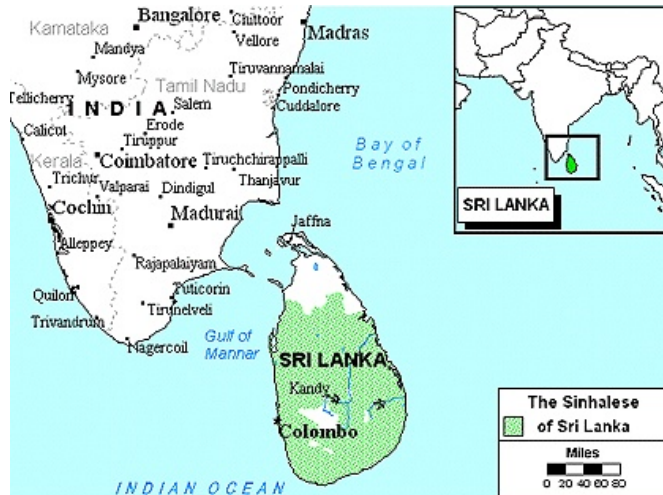 Bangalore
Chittoor
Karnataka
Vellore
Madras
Mandya
Mysore
Tiruvannamalai
Tamil Nadu
Pondicherry
Tellicherry
INDIA
Salem
Cuddalore
Calicut
Erode
Tiruppur
Bay of
Bengal
Kerala
Coimbatore
Tiruchchirappalli
Trichur
Valparai
Dindigul
Thanjavur
Cochin
Madurai
SRI LANKA
Jaffna
Alleppey
Rajapalaiyam
Quilon
Tuticorin
Trivandrum
Tirunelveli
Gulf of
Mannar
Nagercoil
SRI LANKA
Kandy
Colombo
The Sinhalese
of Sri Lanka
Miles
0 20 40 60 80
INDIAN OCEAN